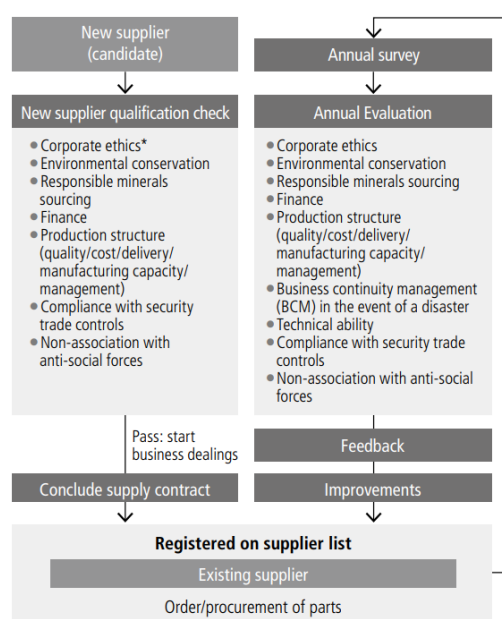 New supplier
(candidate)
New supplier qualification check
● Corporate ethics*
● Environmental conservation
● Responsible minerals
sourcing
● Finance
● Production structure
(quality/cost/delivery/
manufacturing capacity/
management)
● Compliance with security
trade controls
● Non-association with
anti-social forces
Pass: start
business dealings
Conclude supply contract
Annual survey
Annual Evaluation
● Corporate ethics
● Environmental conservation
● Responsible minerals sourcing
● Finance
● Production structure
(quality/cost/delivery/
manufacturing capacity/
management)
● Business continuity management
(BCM) in the event of a disaster
● Technical ability
● Compliance with security trade
controls
● Non-association with anti-social
forces
Feedback
Improvements
Registered on supplier list
Existing supplier
Order/procurement of parts